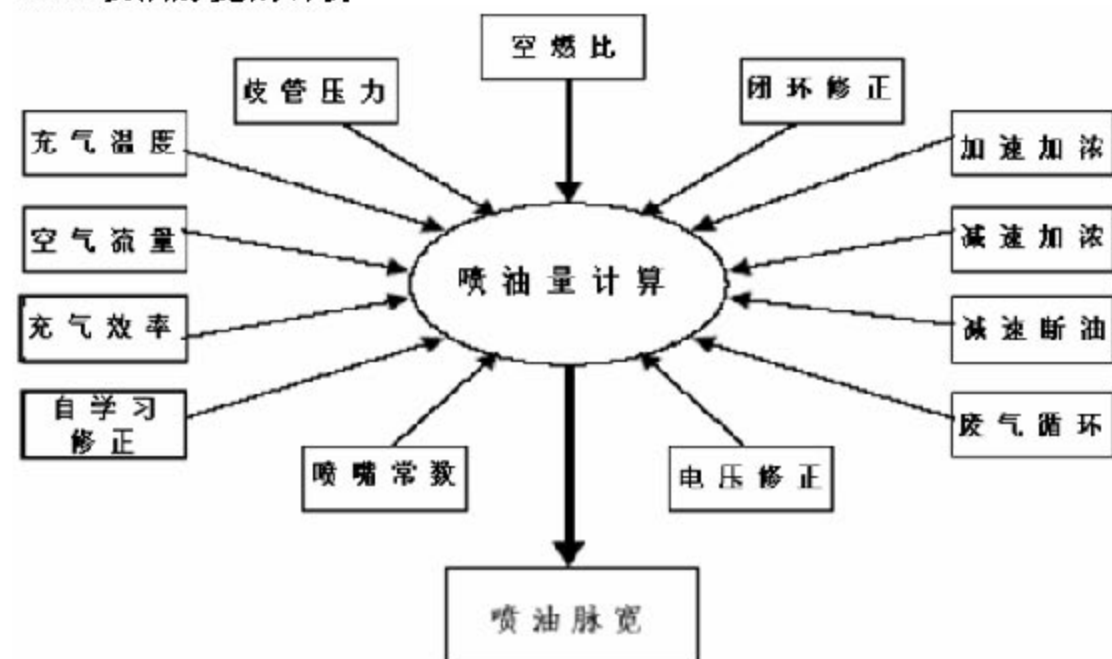 空燃比
歧管压力
闭环修正
充气温度
加速加浓
空气流量
减速加浓
喷油量计算
充气效率
减速断油
自学习
修正
废气循环
喷嘴常数
电压修正
喷油脉宽